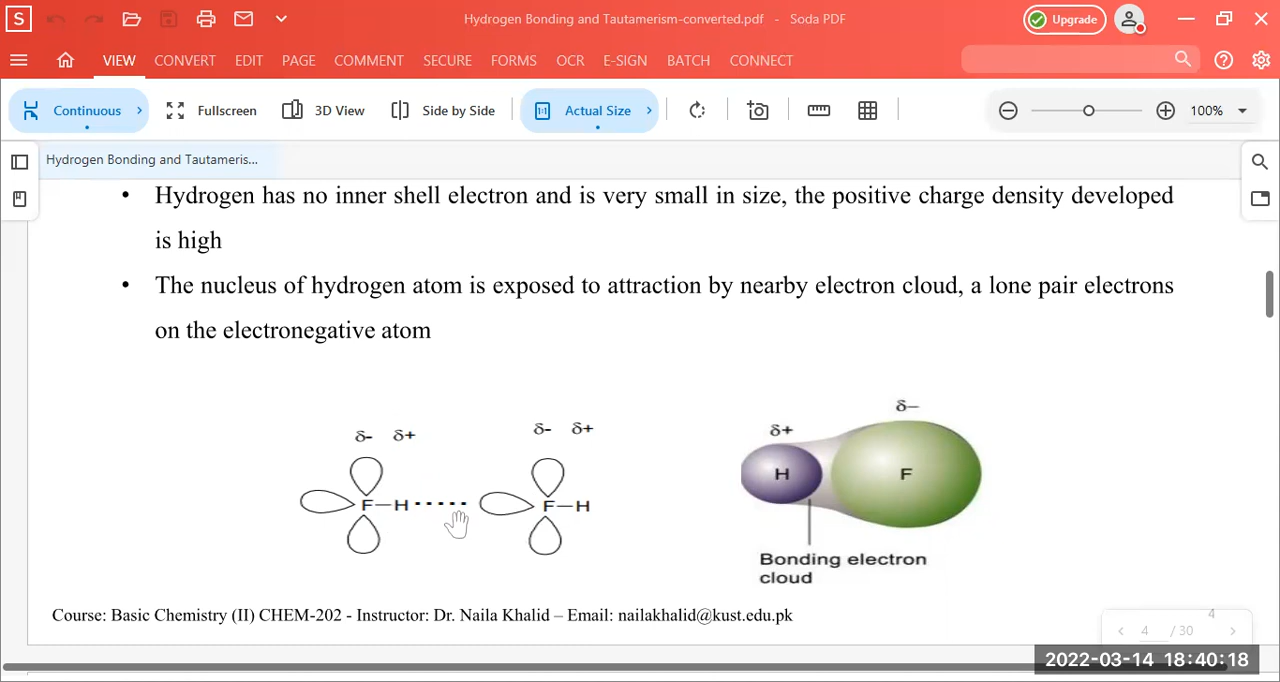 S
Hydrogen Bonding and Tautamerism-converted.pdf - Soda PDF
Upgrade
VIEW CONVERT EDIT PAGE COMMENT SECURE FORMS OCR E-SIGN BATCH CONNECT
Continuous Fullscreen 3D View Side by Side 1:1 Actual Size 100%
Hydrogen Bonding and Tautameris...
• Hydrogen has no inner shell electron and is very small in size, the positive charge density developed
is high
• The nucleus of hydrogen atom is exposed to attraction by nearby electron cloud, a lone pair electrons
on the electronegative atom
δ- δ+ δ- δ+ δ+ δ–
F–H F–H H F
Bonding electron
cloud
Course: Basic Chemistry (II) CHEM-202 - Instructor: Dr. Naila Khalid – Email: nailakhalid@kust.edu.pk
4
4 / 30
2022-03-14 18:40:18